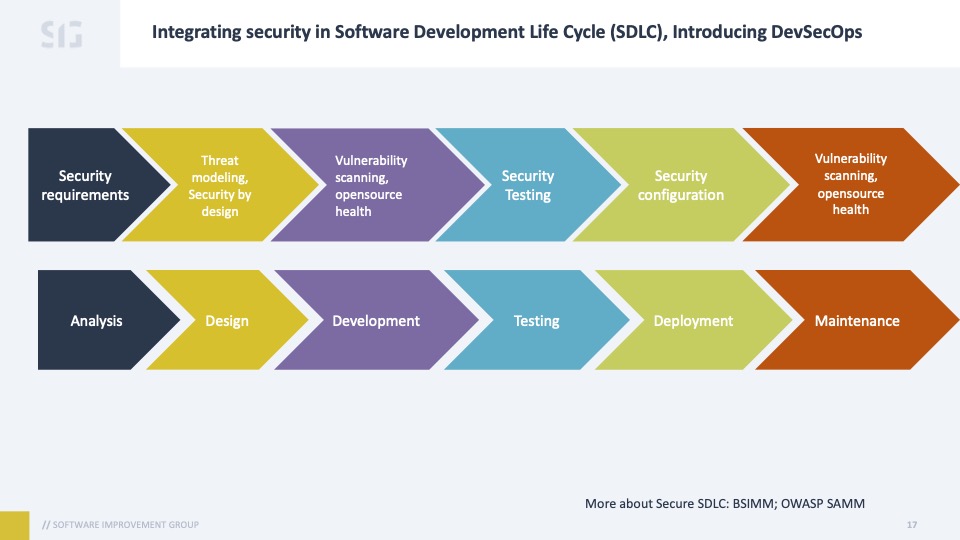 SIG
Integrating security in Software Development Life Cycle (SDLC), Introducing DevSecOps
Security
requirements
Threat
modeling,
Security by
design
Vulnerability
scanning,
opensource
health
Security
Testing
Security
configuration
Vulnerability
scanning,
opensource
health
Analysis
Design
Development
Testing
Deployment
Maintenance
More about Secure SDLC: BSIMM; OWASP SAMM
// SOFTWARE IMPROVEMENT GROUP
17